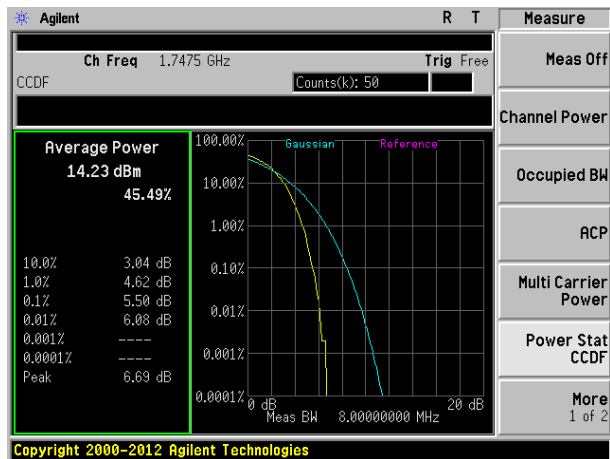 Agilent R T Measure
Ch Freq 1.7475 GHz Trig Free
CCDF Counts(k): 50
Meas Off
Channel Power
Occupied BW
ACP
Multi Carrier
Power
Power Stat
CCDF
More
1 of 2
Average Power
14.23 dBm
45.49%
10.0% 3.04 dB
1.0% 4.62 dB
0.1% 5.50 dB
0.01% 6.08 dB
0.001% ----
0.0001% ----
Peak 6.69 dB
Gaussian Reference
100.00%
10.00%
1.00%
0.10%
0.01%
0.001%
0.0001%
0 dB 20 dB
Meas BW 8.00000000 MHz
Copyright 2000-2012 Agilent Technologies